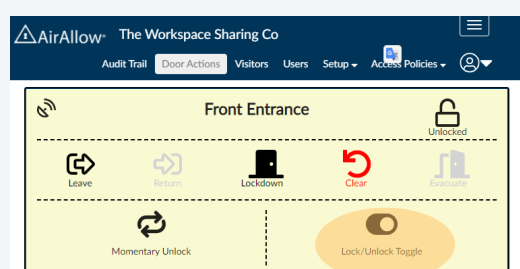 AirAllow The Workspace Sharing Co
Audit Trail Door Actions Visitors Users Setup Access Policies
Front Entrance
Unlocked
Leave Return Lockdown Clear Evacuate
Momentary Unlock Lock/Unlock Toggle